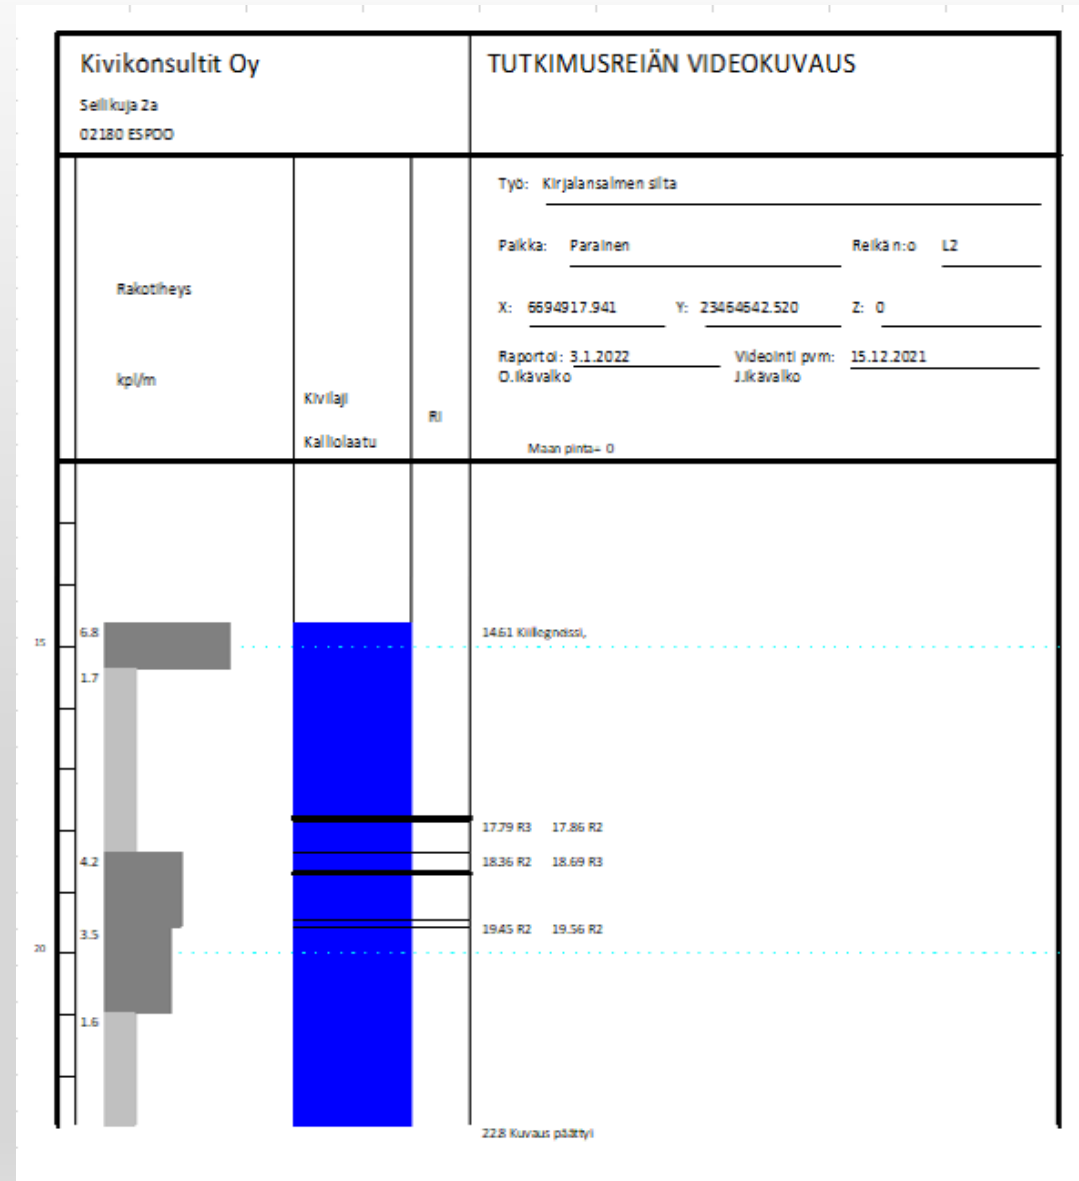 Kivikonsultit Oy
TUTKIMUSREIÄN VIDEOKUVAUS
Seilikuja 2a
02180 ESPOO
Työ: Kirjalansalmen silta
Paikka: Parainen Reikä n:o L2
Rakotiheys
X: 6694917.941 Y: 23464642.520 Z: 0
Raportoi: 3.1.2022 Videointi pvm: 15.12.2021
O.Ikävalko J.Ikävalko
kpl/m
Kivilaji
Ri
Kalliolaatu
Maan pinta= 0
6.8 14.61 Kiillegneissi,
15
1.7
17.79 R3 17.86 R2
4.2 18.36 R2 18.69 R3
19.45 R2 19.56 R2
3.5
20
1.6
22.8 Kuvaus päättyi